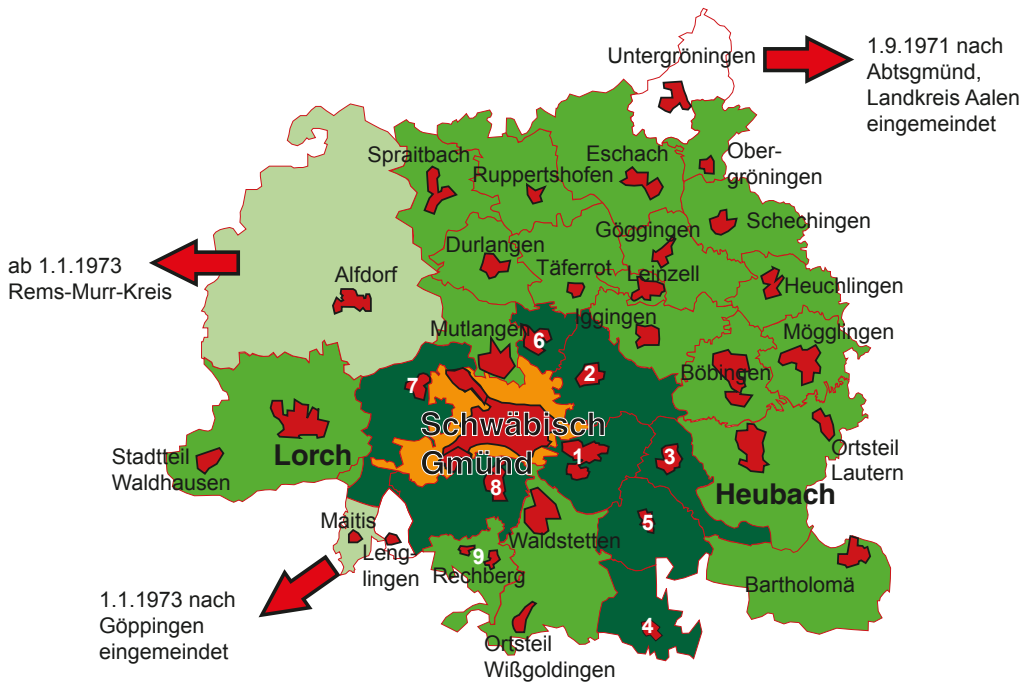 Untergröningen
1.9.1971 nach
Abtsgmünd,
Landkreis Aalen
eingemeindet
Spraitbach
Ruppertshofen
Eschach
Ober-
gröningen
Schechingen
Göggingen
Durlangen
Täferrot
Leinzell
Heuchlingen
ab 1.1.1973
Rems-Murr-Kreis
Alfdorf
Mutlangen
Iggingen
Mögglingen
Böbingen
6
2
7
Schwäbisch
Gmünd
1
3
8
Stadtteil
Waldhausen
Lorch
Ortsteil
Lautern
Heubach
Maitis
Leng-
lingen
Waldstetten
5
9
Rechberg
Bartholomä
1.1.1973 nach
Göppingen
eingemeindet
4
Ortsteil
Wißgoldingen